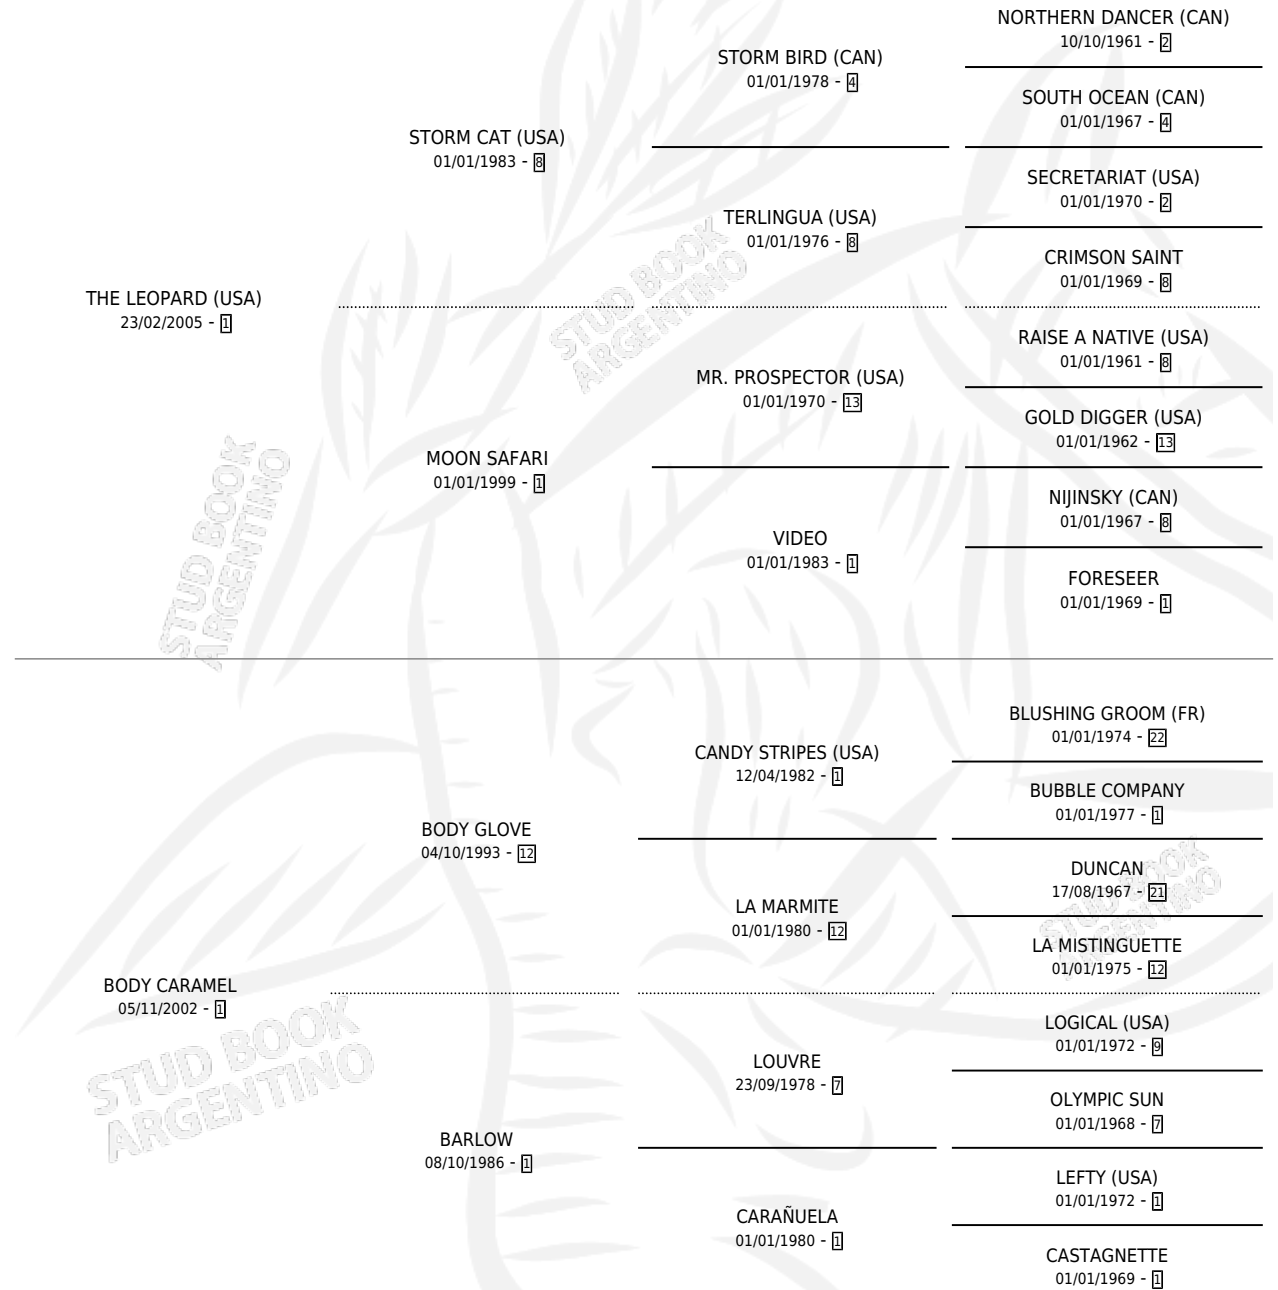 NORTHERN DANCER (CAN)
10/10/1961 - 2
STORM BIRD (CAN)
01/01/1978 - 4
SOUTH OCEAN (CAN)
01/01/1967 - 4
STORM CAT (USA)
01/01/1983 - 8
SECRETARIAT (USA)
01/01/1970 - 2
TERLINGUA (USA)
01/01/1976 - 8
CRIMSON SAINT
01/01/1969 - 8
THE LEOPARD (USA)
23/02/2005 - 1
RAISE A NATIVE (USA)
01/01/1961 - 8
MR. PROSPECTOR (USA)
01/01/1970 - 13
GOLD DIGGER (USA)
01/01/1962 - 13
MOON SAFARI
01/01/1999 - 1
NIJINSKY (CAN)
01/01/1967 - 8
VIDEO
01/01/1983 - 1
FORESEER
01/01/1969 - 1
BLUSHING GROOM (FR)
01/01/1974 - 22
CANDY STRIPES (USA)
12/04/1982 - 1
BUBBLE COMPANY
01/01/1977 - 1
BODY GLOVE
04/10/1993 - 12
DUNCAN
17/08/1967 - 21
LA MARMITE
01/01/1980 - 12
LA MISTINGUETTE
01/01/1975 - 12
BODY CARAMEL
05/11/2002 - 1
LOGICAL (USA)
01/01/1972 - 9
LOUVRE
23/09/1978 - 7
OLYMPIC SUN
01/01/1968 - 7
BARLOW
08/10/1986 - 1
LEFTY (USA)
01/01/1972 - 1
CARAÑUELA
01/01/1980 - 1
CASTAGNETTE
01/01/1969 - 1
STUD BOOK
ARGENTINO
STUD BOOK
ARGENTINO
STUD BOOK
ARGENTINO
STUD BOOK
ARGENTINO